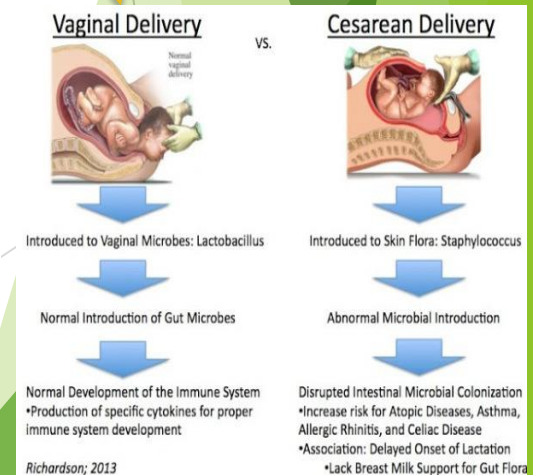 Vaginal Delivery
vs.
Cesarean Delivery
Normal
vaginal
delivery
Introduced to Vaginal Microbes: Lactobacillus
Normal Introduction of Gut Microbes
Normal Development of the Immune System
•Production of specific cytokines for proper
immune system development
Richardson; 2013
Introduced to Skin Flora: Staphylococcus
Abnormal Microbial Introduction
Disrupted Intestinal Microbial Colonization
•Increase risk for Atopic Diseases, Asthma,
Allergic Rhinitis, and Celiac Disease
•Association: Delayed Onset of Lactation
•Lack Breast Milk Support for Gut Flora